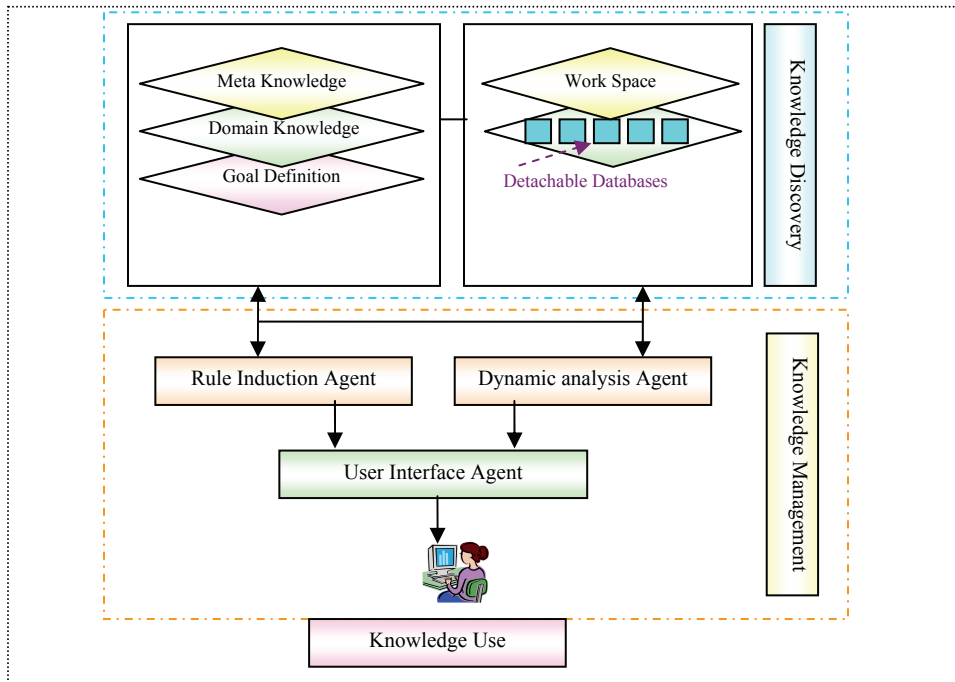 Meta Knowledge
Domain Knowledge
Goal Definition
Work Space
Detachable Databases
Knowledge Discovery
Rule Induction Agent
Dynamic analysis Agent
User Interface Agent
Knowledge Management
Knowledge Use